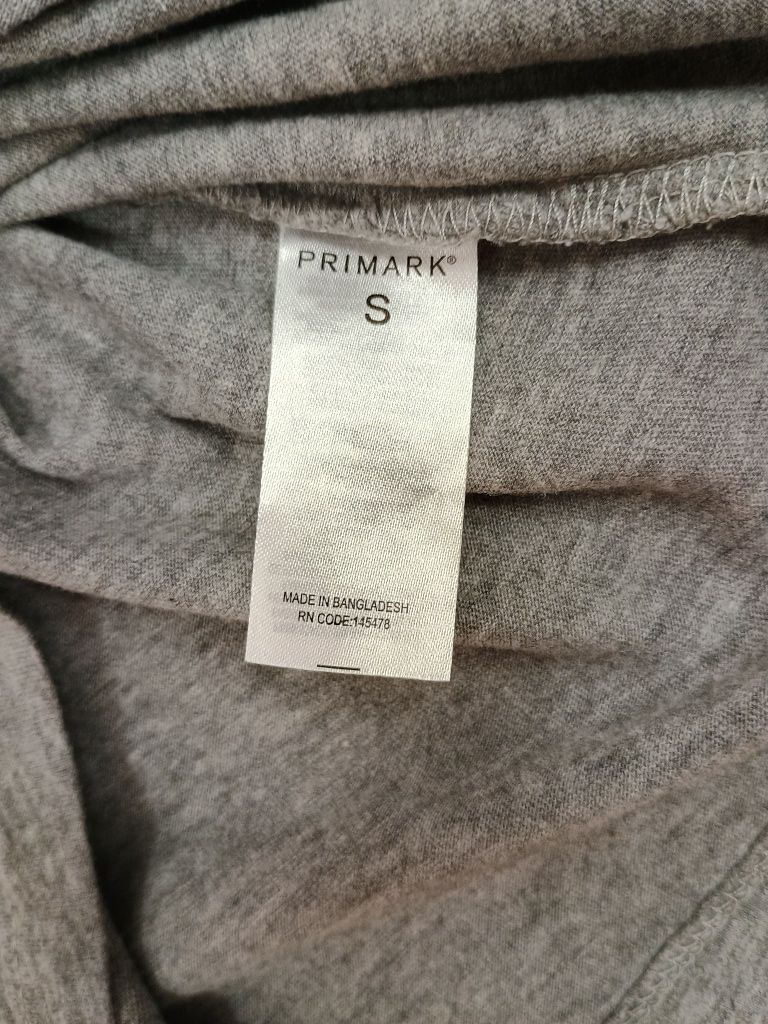 PRIMARK®
S
MADE IN BANGLADESH
RN CODE:145478